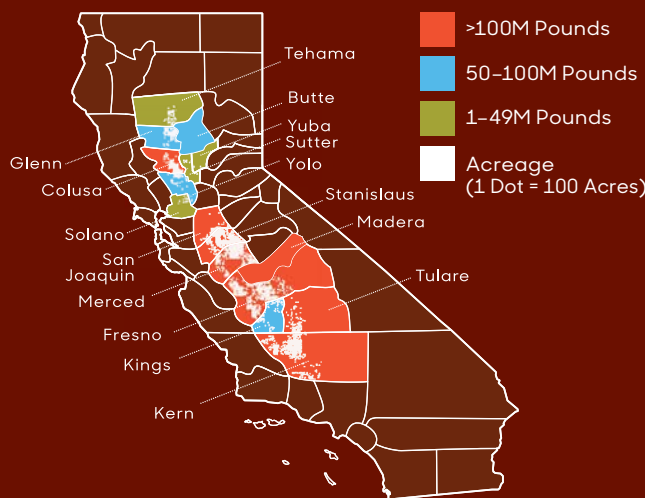 >100M Pounds
50–100M Pounds
1–49M Pounds
Acreage
(1 Dot = 100 Acres)
Tehama
Butte
Yuba
Sutter
Yolo
Glenn
Colusa
Stanislaus
Madera
Solano
San
Joaquin
Tulare
Merced
Fresno
Kings
Kern